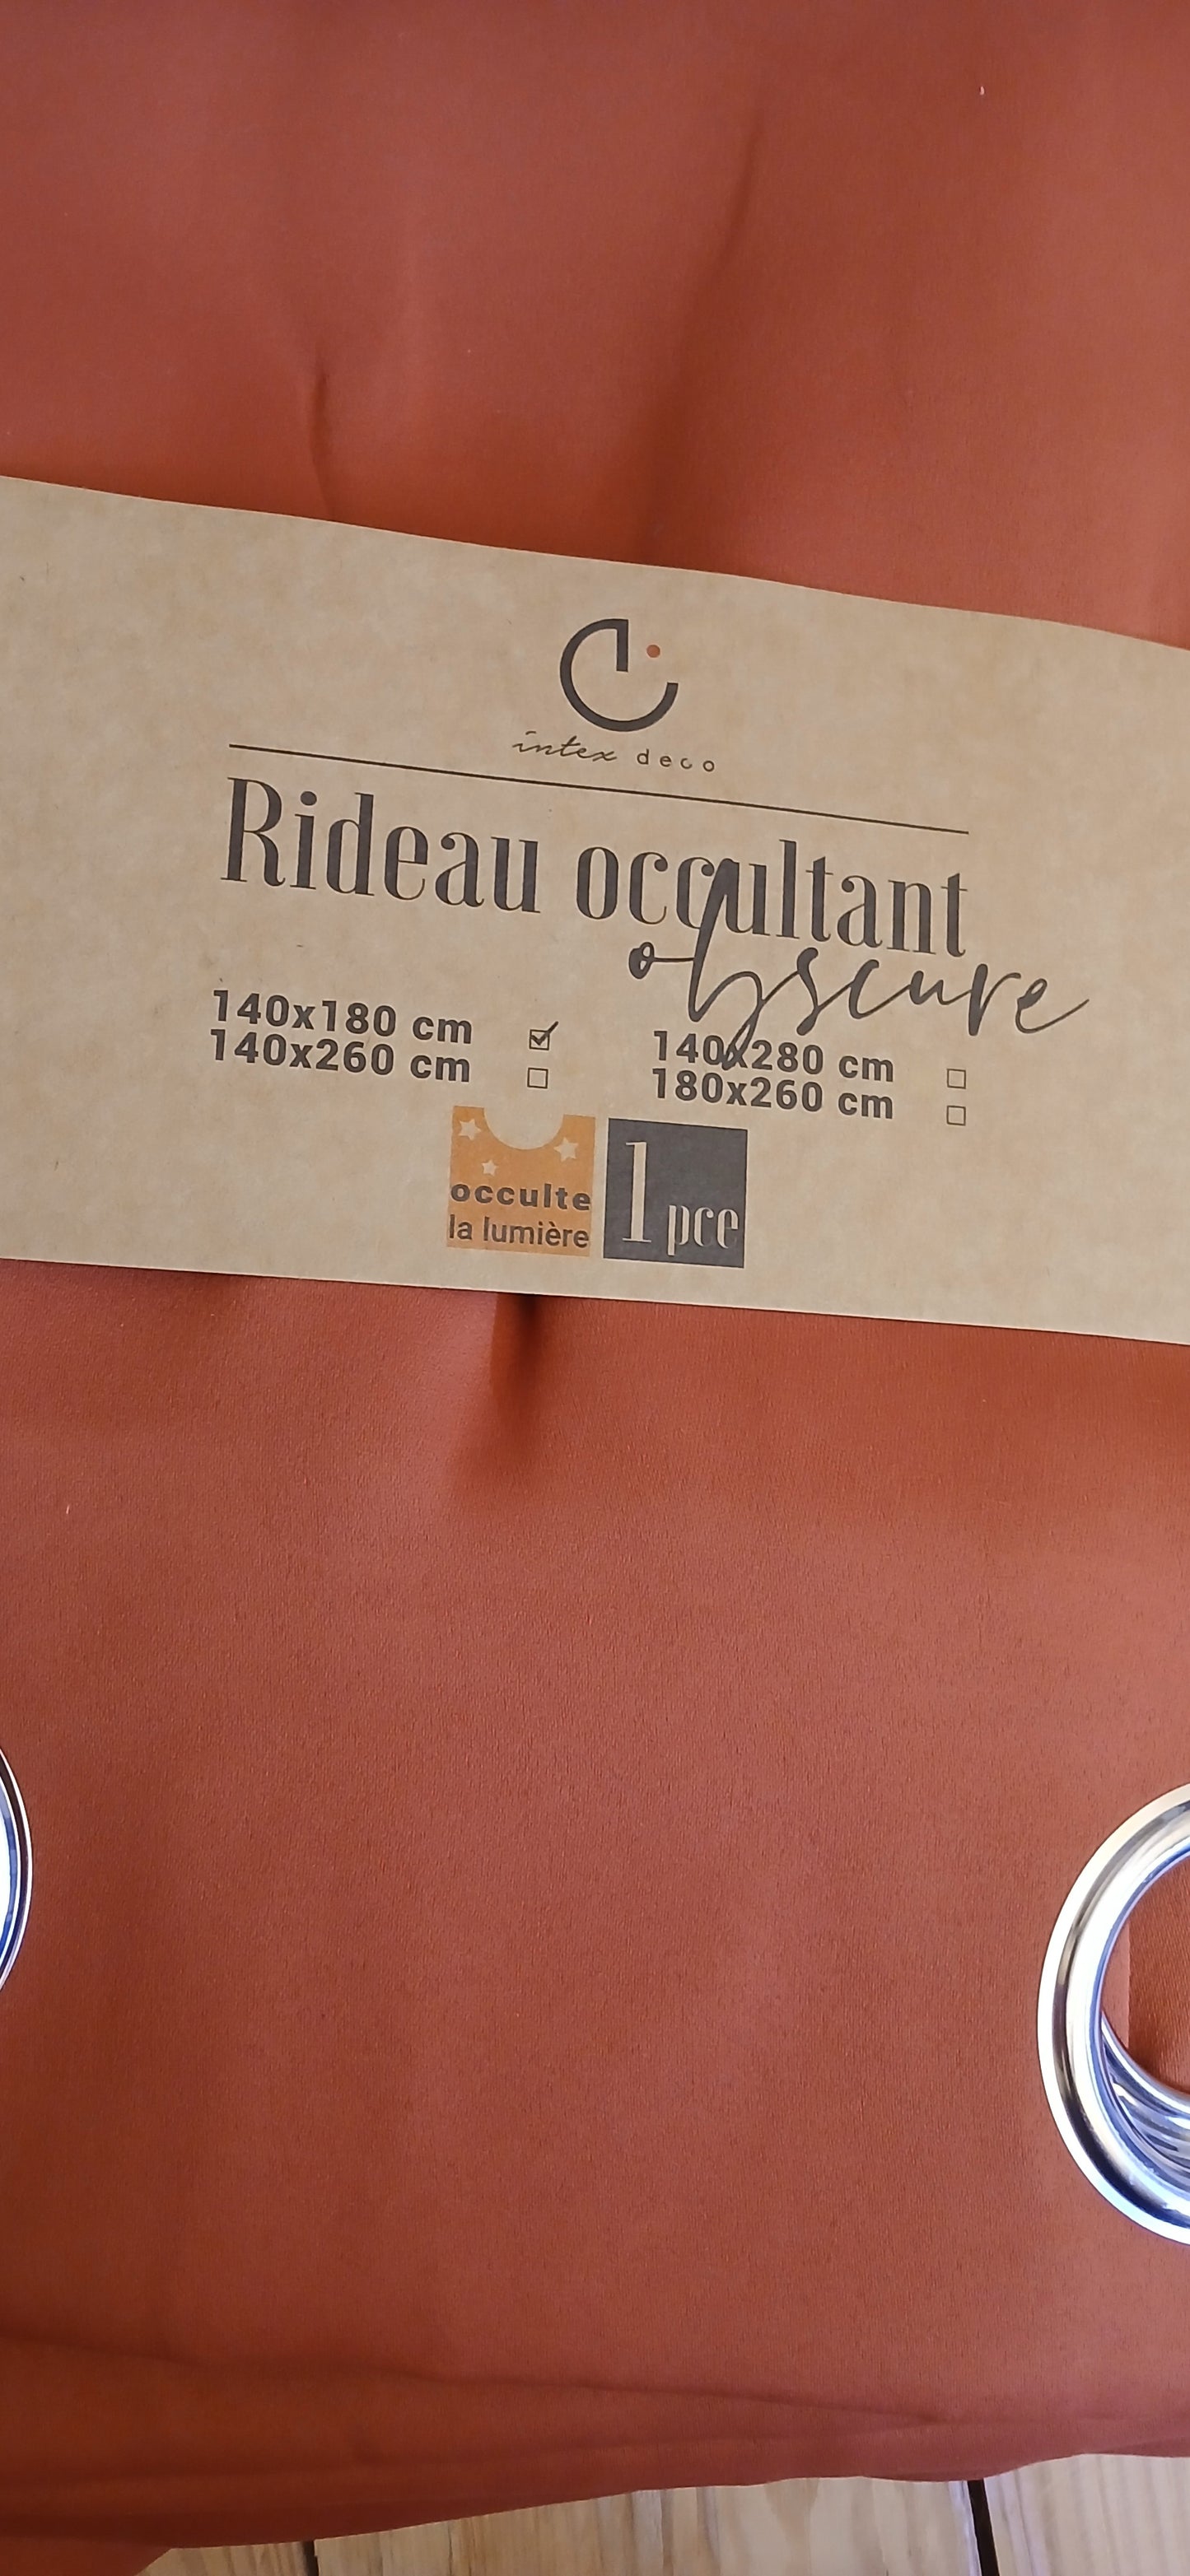 intex deco
Rideau occultant
obscure
140x180 cm ☑
140x260 cm ☐
140x280 cm ☐
180x260 cm ☐
occulte
la lumière
1 pce